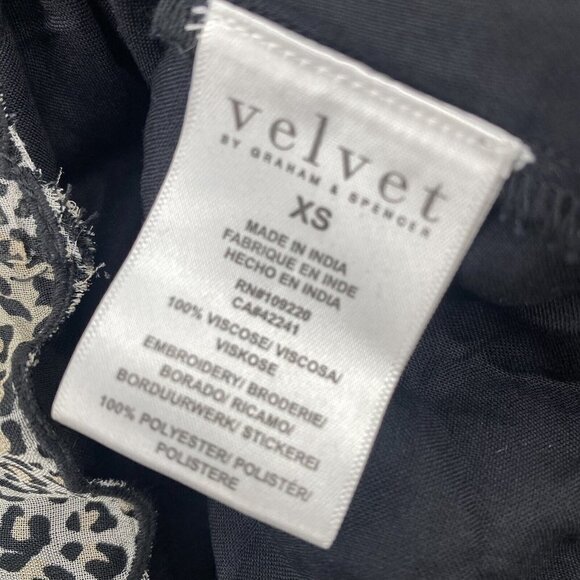 velvet
BY GRAHAM & SPENCER
XS
MADE IN INDIA
FABRIQUE EN INDE
HECHO EN INDIA
RN#109220
CA#42241
100% VISCOSE/ VISCOSA/
VISKOSE
EMBROIDERY/ BRODERIE/
BORADO/ RICAMO/
BORDUURWERK/ STICKEREI
100% POLYESTER/ POLISTÉR/
POLISTERE